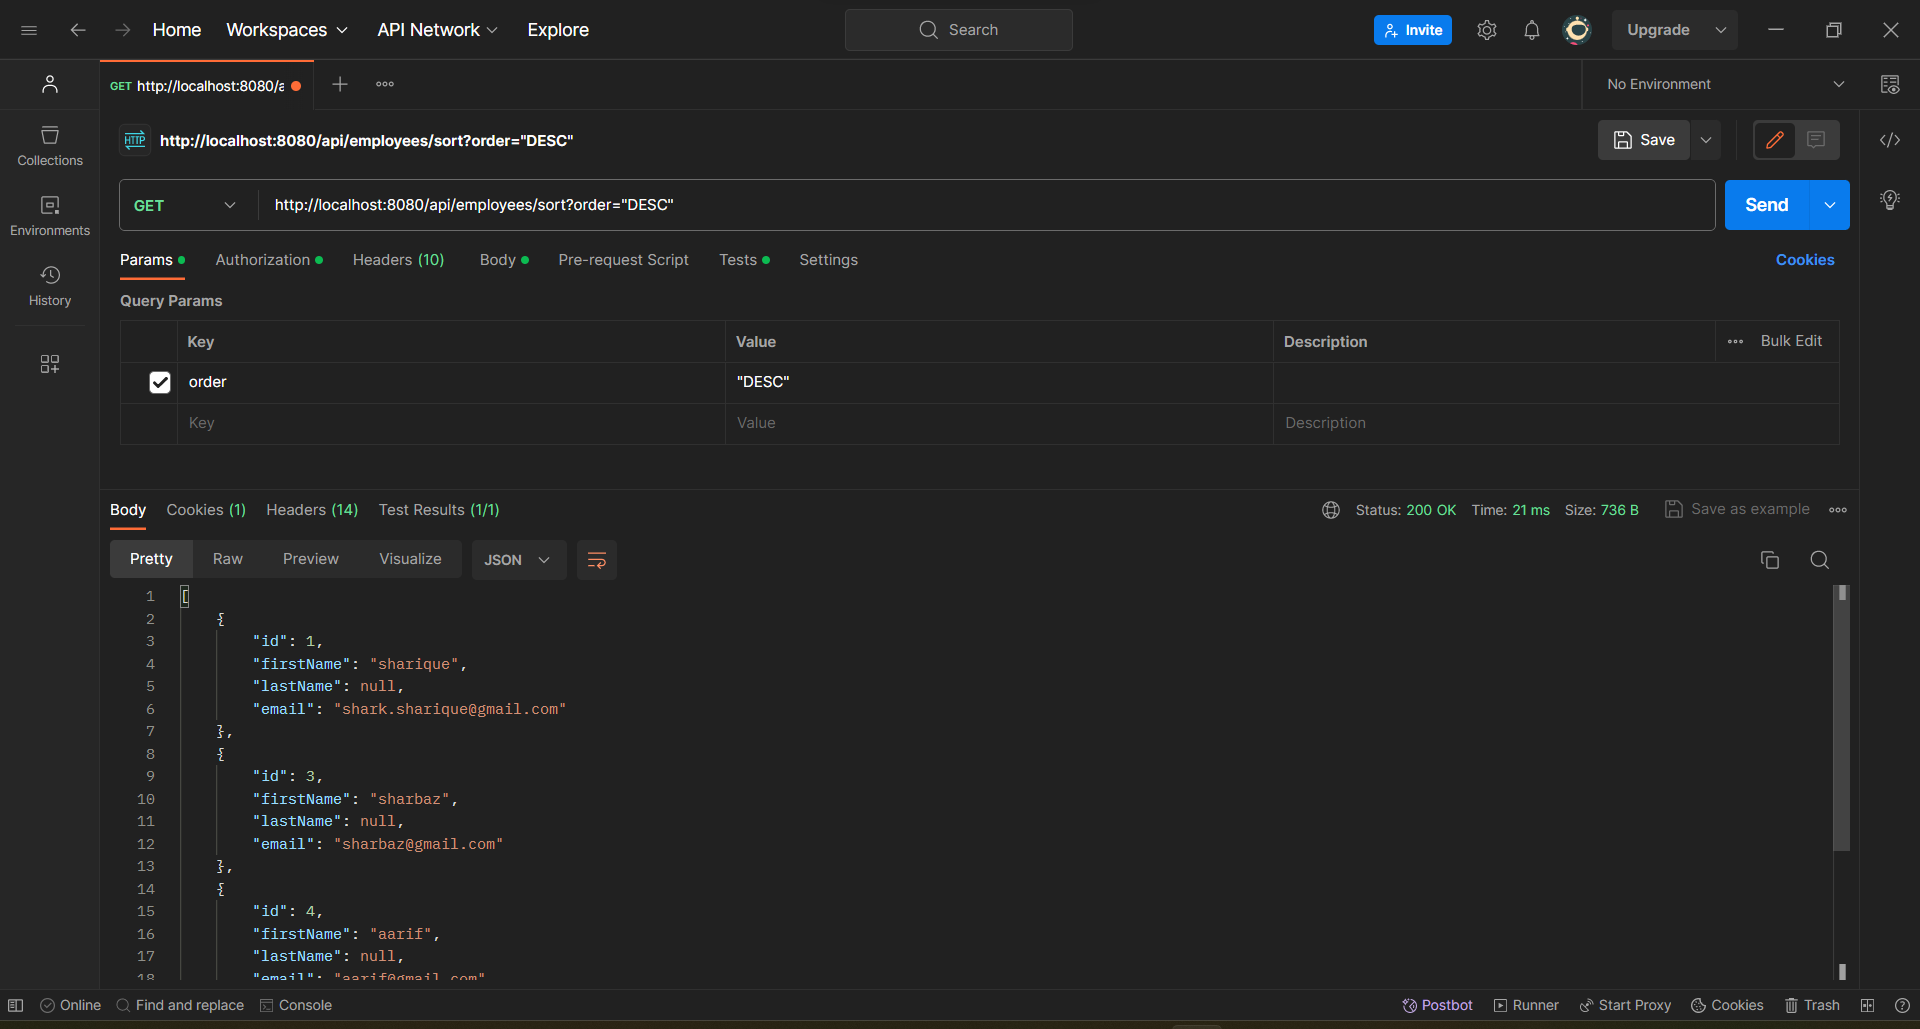 Home Workspaces API Network Explore Search Invite Upgrade
GET http://localhost:8080/a No Environment
HTTP http://localhost:8080/api/employees/sort?order="DESC" Save
Collections
GET http://localhost:8080/api/employees/sort?order="DESC" Send
Environments
Params Authorization Headers (10) Body Pre-request Script Tests Settings Cookies
History
Query Params
Key Value Description Bulk Edit
order "DESC"
Key Value Description
Body Cookies (1) Headers (14) Test Results (1/1) Status: 200 OK Time: 21 ms Size: 736 B Save as example
Pretty Raw Preview Visualize JSON
1 [
2 {
3 "id": 1,
4 "firstName": "sharique",
5 "lastName": null,
6 "email": "shark.sharique@gmail.com"
7 },
8 {
9 "id": 3,
10 "firstName": "sharbaz",
11 "lastName": null,
12 "email": "sharbaz@gmail.com"
13 },
14 {
15 "id": 4,
16 "firstName": "aarif",
17 "lastName": null,
18 "email": "aarif@gmail.com"
Online Find and replace Console Postbot Runner Start Proxy Cookies Trash